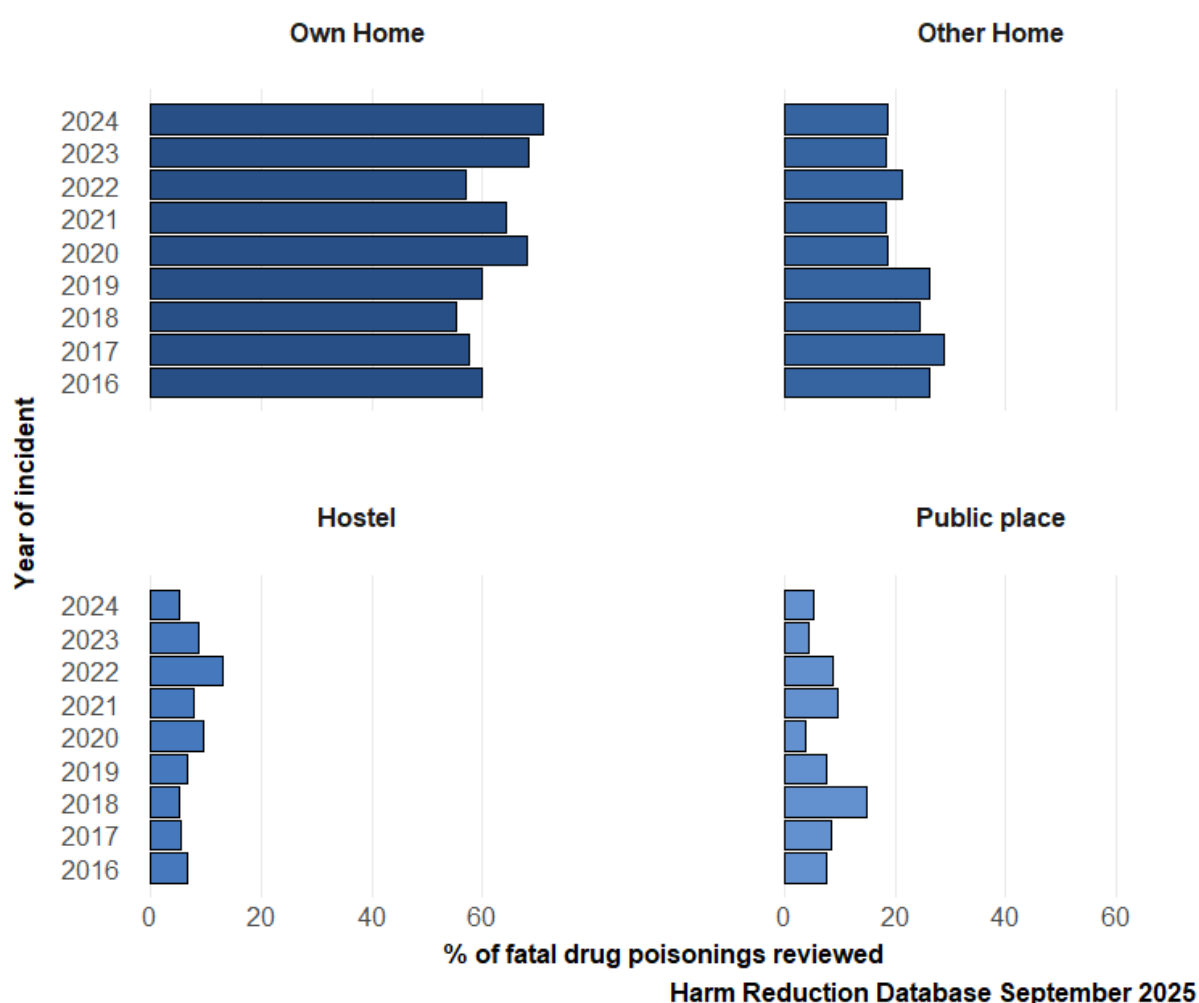 Own Home
Other Home
2024
2023
2022
2021
2020
2019
2018
2017
2016
Year of incident
Hostel
Public place
2024
2023
2022
2021
2020
2019
2018
2017
2016
0 20 40 60
0 20 40 60
% of fatal drug poisonings reviewed
Harm Reduction Database September 2025